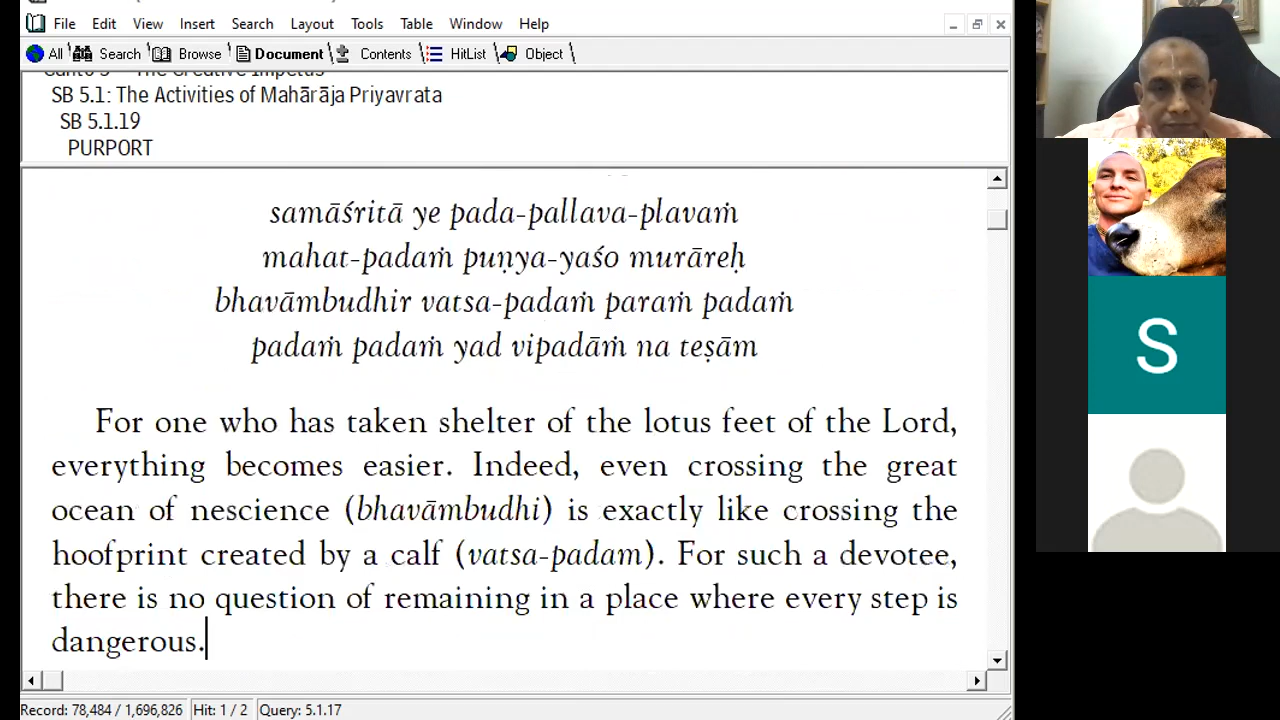 File Edit View Insert Search Layout Tools Table Window Help
All Search Browse Document Contents HitList Object
SB 5.1: The Activities of Mahārāja Priyavrata
SB 5.1.19
PURPORT
samāśritā ye pada-pallava-plavaṁ
mahat-padaṁ puṇya-yaśo murāreḥ
bhavāmbudhir vatsa-padaṁ paraṁ padaṁ
padaṁ padaṁ yad vipadāṁ na teṣām
For one who has taken shelter of the lotus feet of the Lord,
everything becomes easier. Indeed, even crossing the great
ocean of nescience (bhavāmbudhi) is exactly like crossing the
hoofprint created by a calf (vatsa-padam). For such a devotee,
there is no question of remaining in a place where every step is
dangerous.
Record: 78,484 / 1,696,826 Hit: 1 / 2 Query: 5.1.17
S